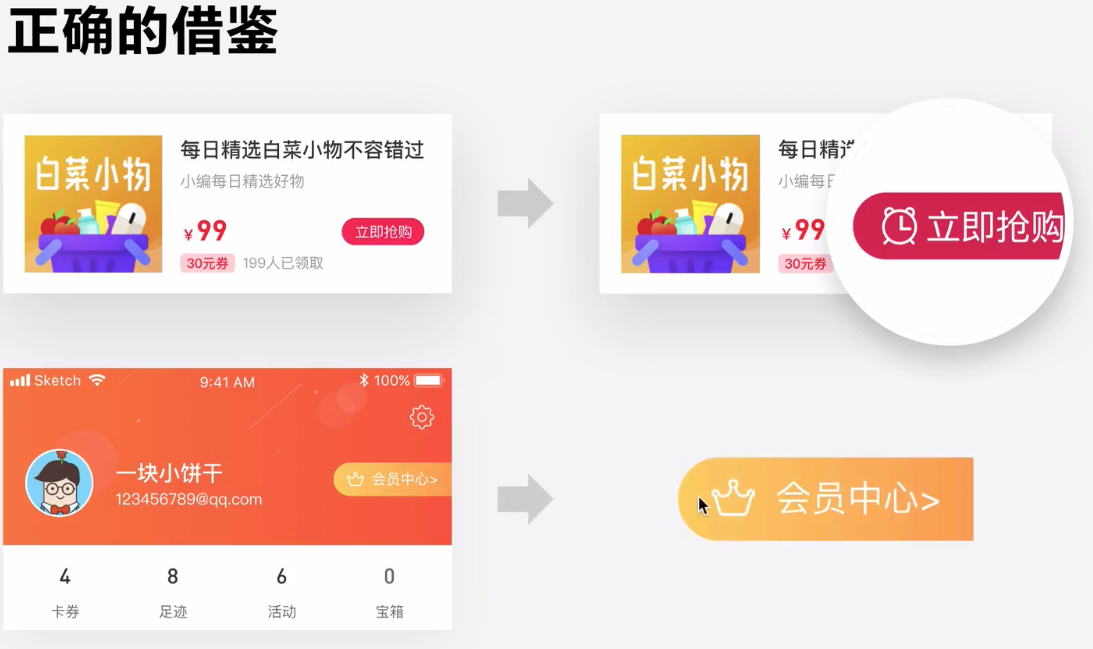 正确的借鉴
白菜小物
每日精选白菜小物不容错过
小编每日精选好物
¥99
立即抢购
30元券 199人已领取
白菜小物
每日精选
小编每日
¥99
30元券
立即抢购
Sketch 9:41 AM 100%
一块小饼干
123456789@qq.com
会员中心>
4 8 6 0
卡券 足迹 活动 宝箱
会员中心>